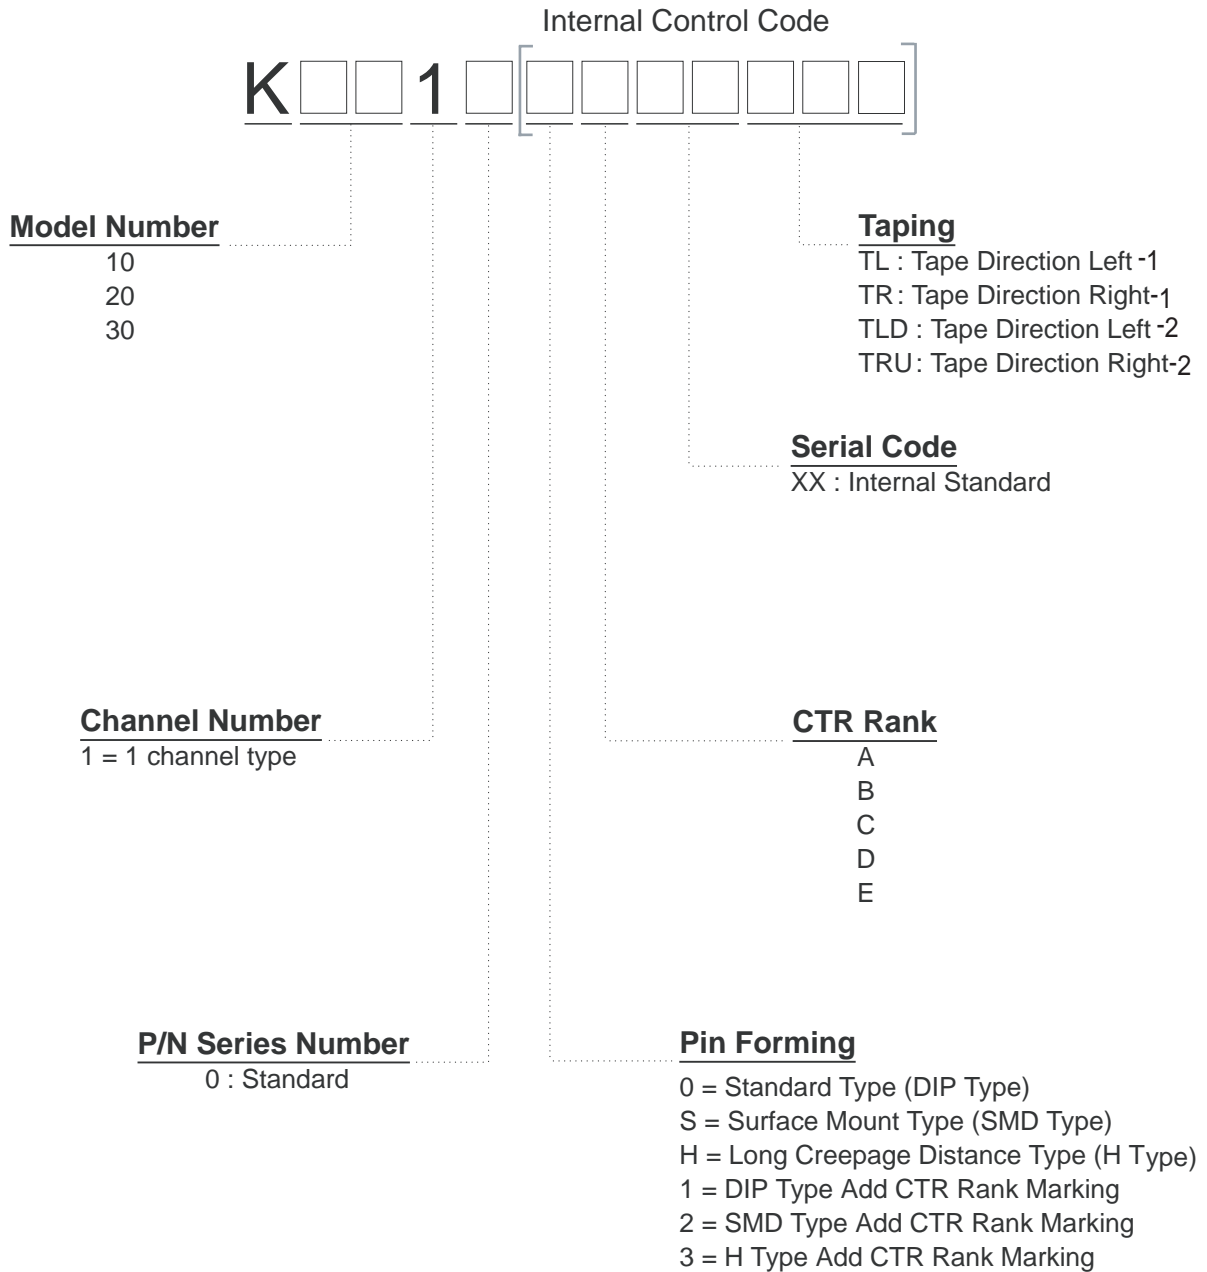 Internal Control Code
K 1
Model Number
10
20
30
Taping
TL : Tape Direction Left -1
TR : Tape Direction Right-1
TLD : Tape Direction Left -2
TRU : Tape Direction Right-2
Serial Code
XX : Internal Standard
Channel Number
1 = 1 channel type
CTR Rank
A
B
C
D
E
P/N Series Number
0 : Standard
Pin Forming
0 = Standard Type (DIP Type)
S = Surface Mount Type (SMD Type)
H = Long Creepage Distance Type (H Type)
1 = DIP Type Add CTR Rank Marking
2 = SMD Type Add CTR Rank Marking
3 = H Type Add CTR Rank Marking